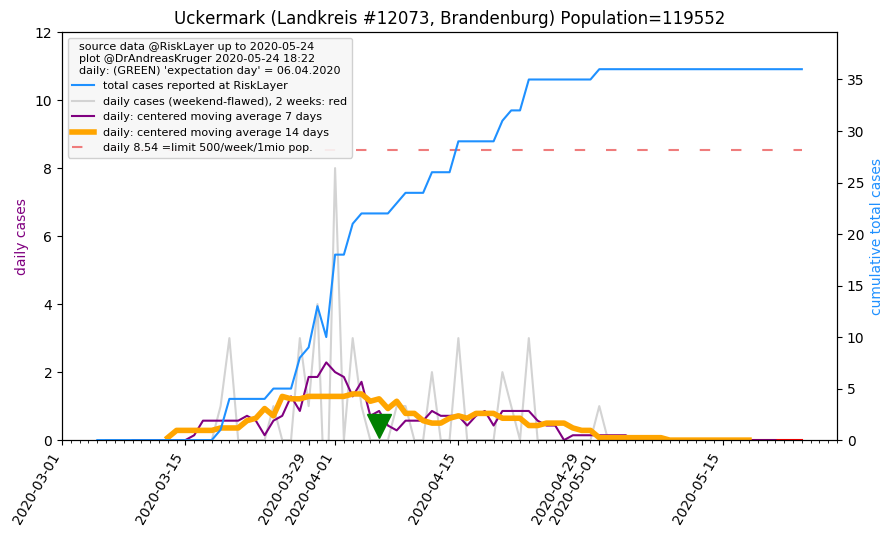 Uckermark (Landkreis #12073, Brandenburg) Population=119552
source data @RiskLayer up to 2020-05-24
plot @DrAndreasKruger 2020-05-24 18:22
daily: (GREEN) 'expectation day' = 06.04.2020
total cases reported at RiskLayer
daily cases (weekend-flawed), 2 weeks: red
daily: centered moving average 7 days
daily: centered moving average 14 days
daily 8.54 =limit 500/week/1mio pop.
daily cases
12
10
8
6
4
2
0
cumulative total cases
35
30
25
20
15
10
5
0
2020-03-01
2020-03-15
2020-03-29
2020-04-01
2020-04-15
2020-04-29
2020-05-01
2020-05-15